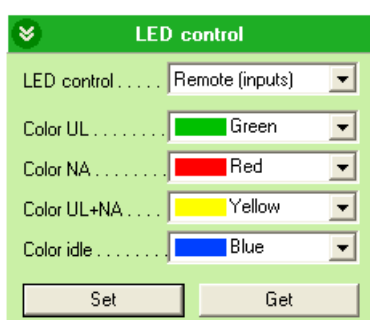 LED control
LED control . . . . . Remote (inputs)
Color UL . . . . . . . . Green
Color NA . . . . . . . . Red
Color UL+NA . . . . Yellow
Color idle . . . . . . . . Blue
Set Get